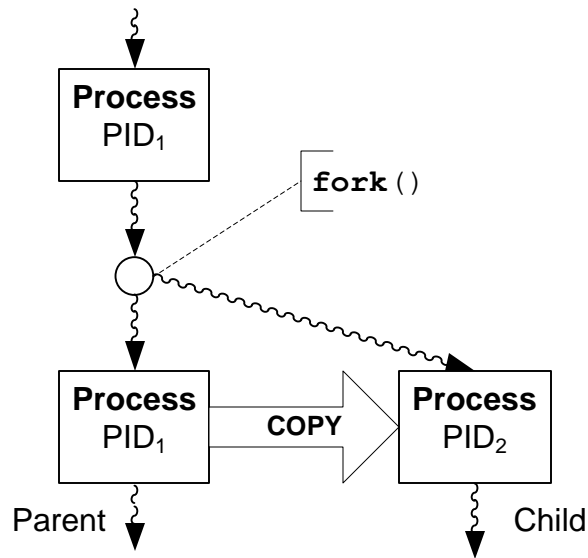 Process
PID₁
fork()
Process
PID₁
COPY
Process
PID₂
Parent
Child